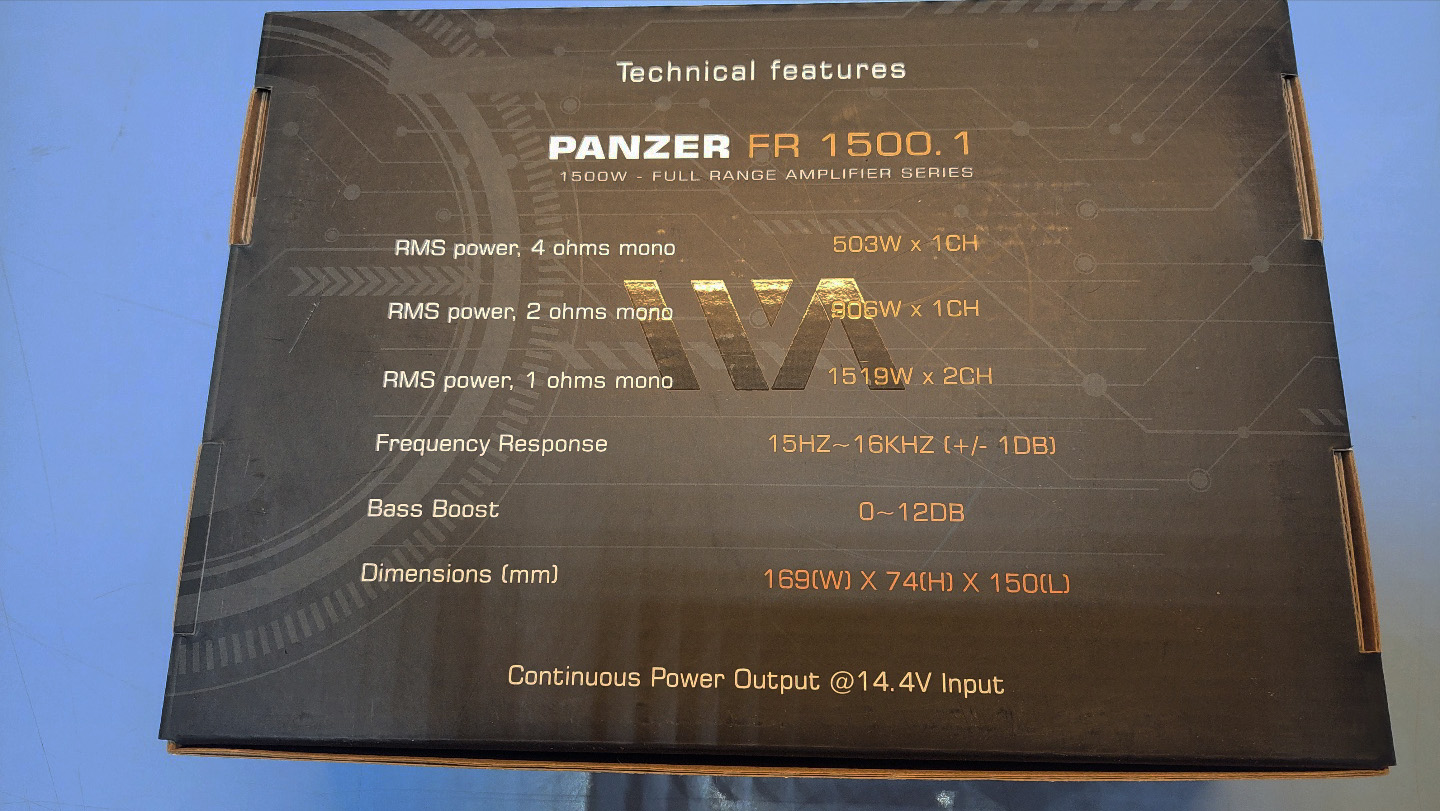 Technical features
PANZER FR 1500.1
1500W - FULL RANGE AMPLIFIER SERIES
RMS power, 4 ohms mono 503W x 1CH
RMS power, 2 ohms mono 906W x 1CH
RMS power, 1 ohms mono 1519W x 2CH
Frequency Response 15HZ~16KHZ (+/- 1DB)
Bass Boost 0~12DB
Dimensions (mm) 169(W) X 74(H) X 150(L)
Continuous Power Output @14.4V Input